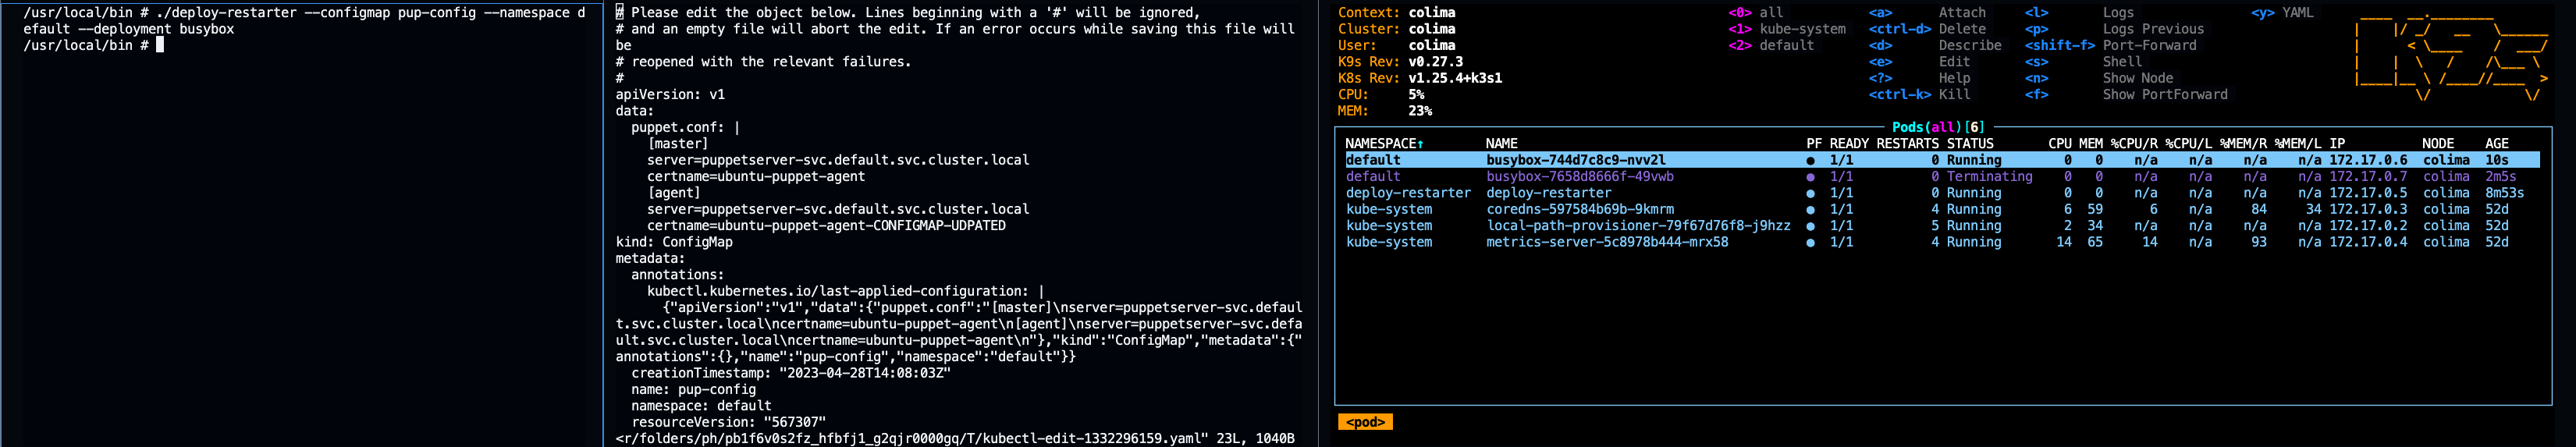 /usr/local/bin # ./deploy-restarter --configmap pup-config --namespace d
efault --deployment busybox
/usr/local/bin #
# Please edit the object below. Lines beginning with a '#' will be ignored,
# and an empty file will abort the edit. If an error occurs while saving this file will
be
# reopened with the relevant failures.
#
apiVersion: v1
data:
  puppet.conf: |
    [master]
    server=puppetserver-svc.default.svc.cluster.local
    certname=ubuntu-puppet-agent
    [agent]
    server=puppetserver-svc.default.svc.cluster.local
    certname=ubuntu-puppet-agent-CONFIGMAP-UDPATED
kind: ConfigMap
metadata:
  annotations:
    kubectl.kubernetes.io/last-applied-configuration: |
      {"apiVersion":"v1","data":{"puppet.conf":"[master]\nserver=puppetserver-svc.defaul
t.svc.cluster.local\ncertname=ubuntu-puppet-agent\n[agent]\nserver=puppetserver-svc.defa
ult.svc.cluster.local\ncertname=ubuntu-puppet-agent\n"},"kind":"ConfigMap","metadata":{"
annotations":{},"name":"pup-config","namespace":"default"}}
  creationTimestamp: "2023-04-28T14:08:03Z"
  name: pup-config
  namespace: default
  resourceVersion: "567307"
<r/folders/ph/pb1f6v0s2fz_hfbfj1_g2qjr0000gq/T/kubectl-edit-1332296159.yaml" 23L, 1040B
Context: colima <0> all <a> Attach <l> Logs <y> YAML
Cluster: colima <1> kube-system <ctrl-d> Delete <p> Logs Previous
User: colima <2> default <d> Describe <shift-f> Port-Forward
K9s Rev: v0.27.3 <e> Edit <s> Shell
K8s Rev: v1.25.4+k3s1 <?> Help <n> Show Node
CPU: 5% <ctrl-k> Kill <f> Show PortForward
MEM: 23%
Pods(all)[6]
NAMESPACE↑ NAME PF READY RESTARTS STATUS CPU MEM %CPU/R %CPU/L %MEM/R %MEM/L IP NODE AGE
default busybox-744d7c8c9-nvv2l ● 1/1 0 Running 0 0 n/a n/a n/a n/a 172.17.0.6 colima 10s
default busybox-7658d8666f-49vwb ● 1/1 0 Terminating 0 0 n/a n/a n/a n/a 172.17.0.7 colima 2m5s
deploy-restarter deploy-restarter ● 1/1 0 Running 0 0 n/a n/a n/a n/a 172.17.0.5 colima 8m53s
kube-system coredns-597584b69b-9kmrm ● 1/1 4 Running 6 59 6 n/a 84 34 172.17.0.3 colima 52d
kube-system local-path-provisioner-79f67d76f8-j9hzz ● 1/1 5 Running 2 34 n/a n/a n/a n/a 172.17.0.2 colima 52d
kube-system metrics-server-5c8978b444-mrx58 ● 1/1 4 Running 14 65 14 n/a 93 n/a 172.17.0.4 colima 52d
<pod>